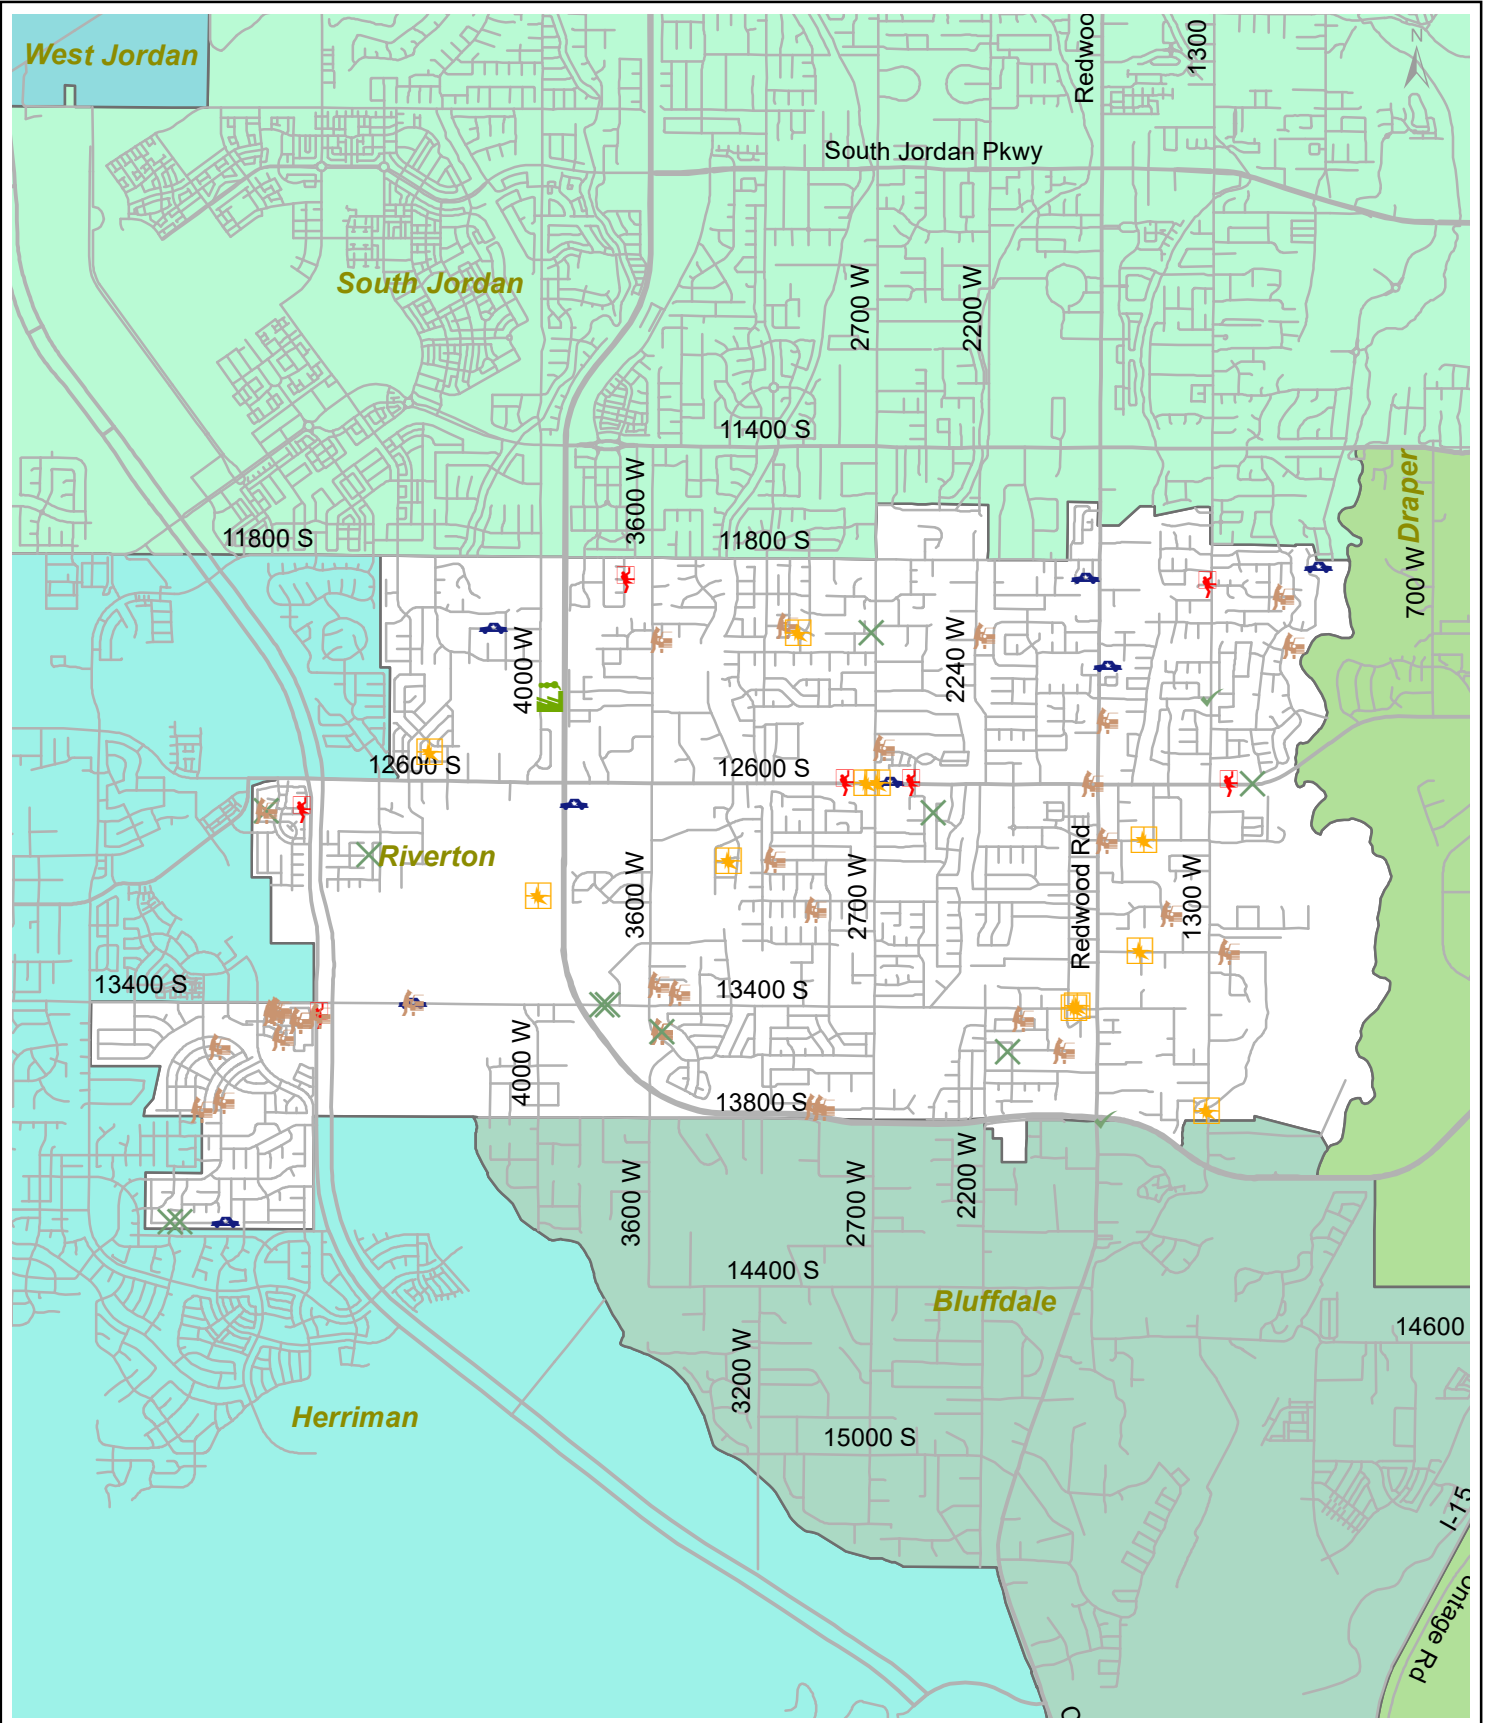 West Jordan
Redwoo
1300
N
South Jordan Pkwy
South Jordan
2700 W
2200 W
11400 S
3600 W
Draper
11800 S
11800 S
700 W
4000 W
2240 W
12600 S
12600 S
Riverton
3600 W
2700 W
Redwood Rd
1300 W
13400 S
13400 S
4000 W
13800 S
3600 W
2700 W
2200 W
14400 S
Bluffdale
14600
3200 W
Herriman
15000 S
I-15
ontage Rd